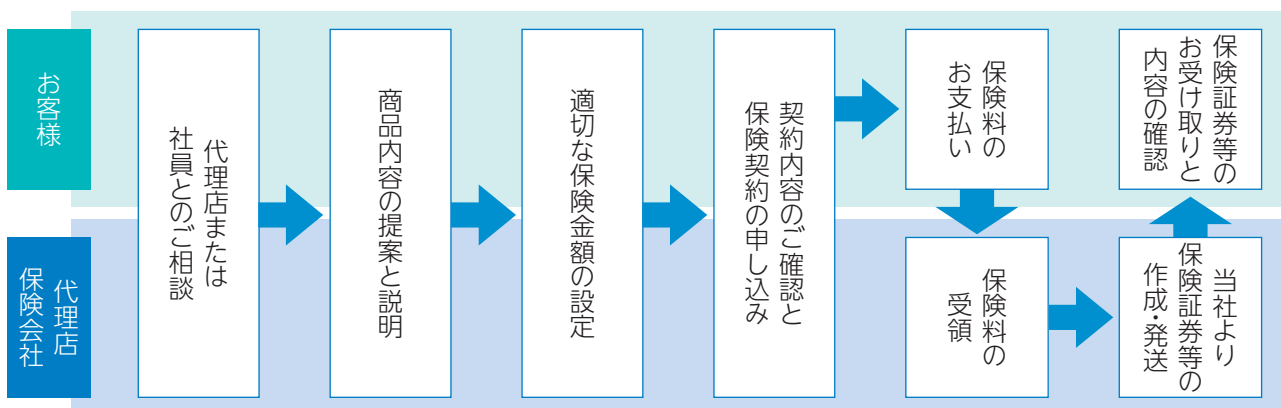 お客様
代理店
保険会社
代理店または
社員とのご相談
商品内容の提案と説明
適切な保険金額の設定
契約内容のご確認と
保険契約の申し込み
保険料の
お支払い
保険料の
受領
当社より
保険証券等の
作成・発送
保険証券等の
お受け取りと
内容の確認